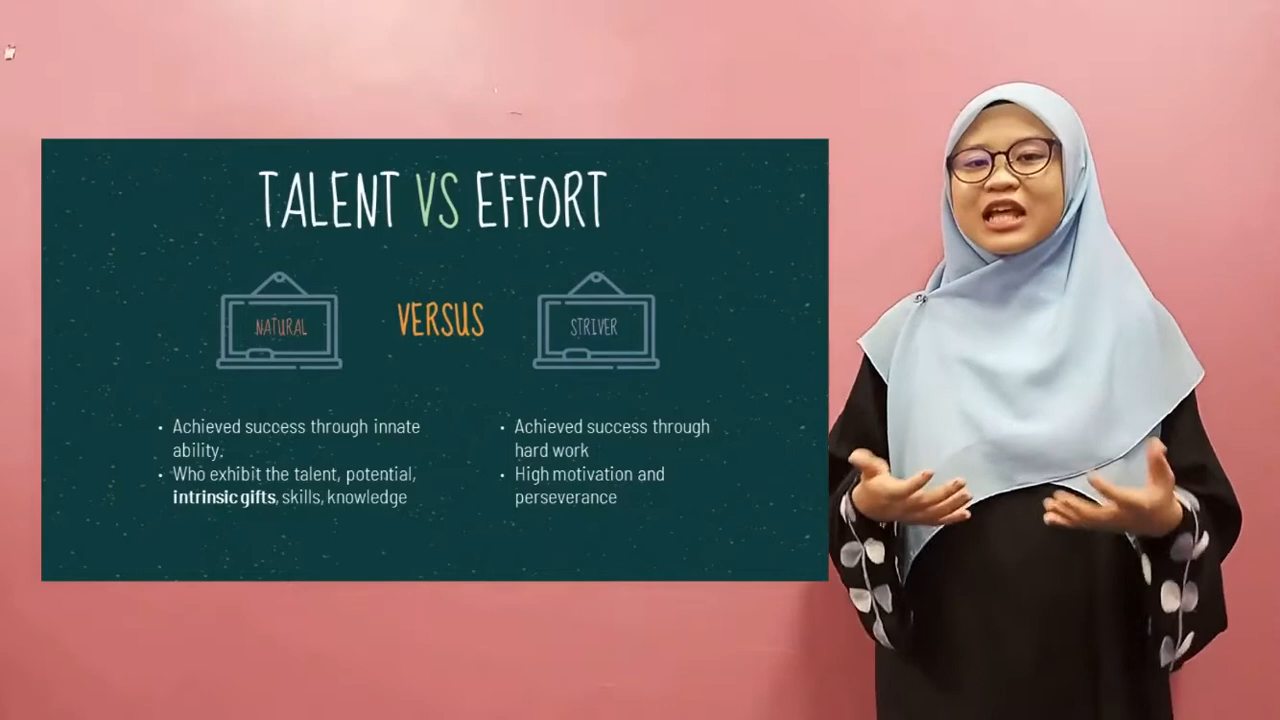 TALENT VS EFFORT
NATURAL
VERSUS
STRIVER
• Achieved success through innate
ability.
• Who exhibit the talent, potential,
intrinsic gifts, skills, knowledge
• Achieved success through
hard work
• High motivation and
perseverance